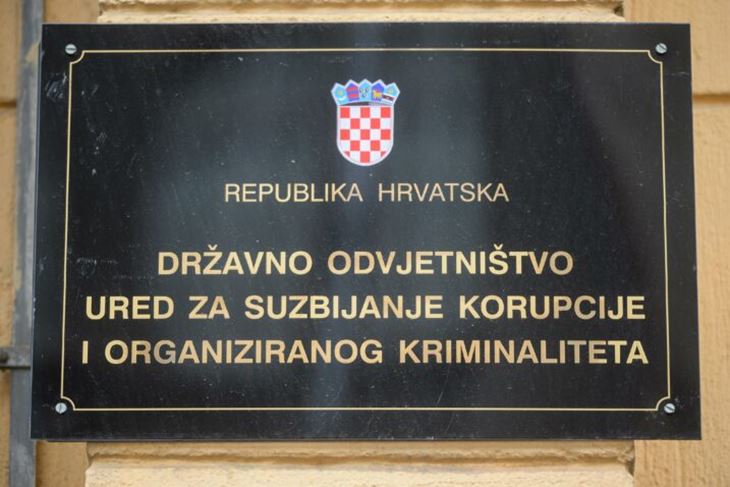 REPUBLIKA HRVATSKA
DRŽAVNO ODVJETNIŠTVO
URED ZA SUZBIJANJE KORUPCIJE
I ORGANIZIRANOG KRIMINALITETA